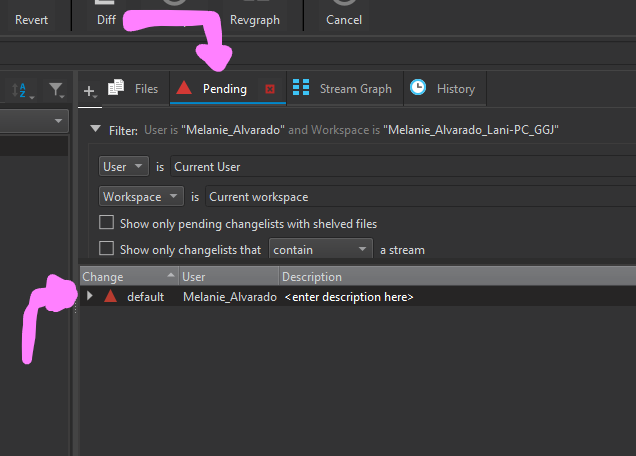 Revert Diff Revgraph Cancel
Files Pending Stream Graph History
Filter: User is "Melanie_Alvarado" and Workspace is "Melanie_Alvarado_Lani-PC_GGJ"
User is Current User
Workspace is Current workspace
Show only pending changelists with shelved files
Show only changelists that contain a stream
Change User Description
default Melanie_Alvarado <enter description here>